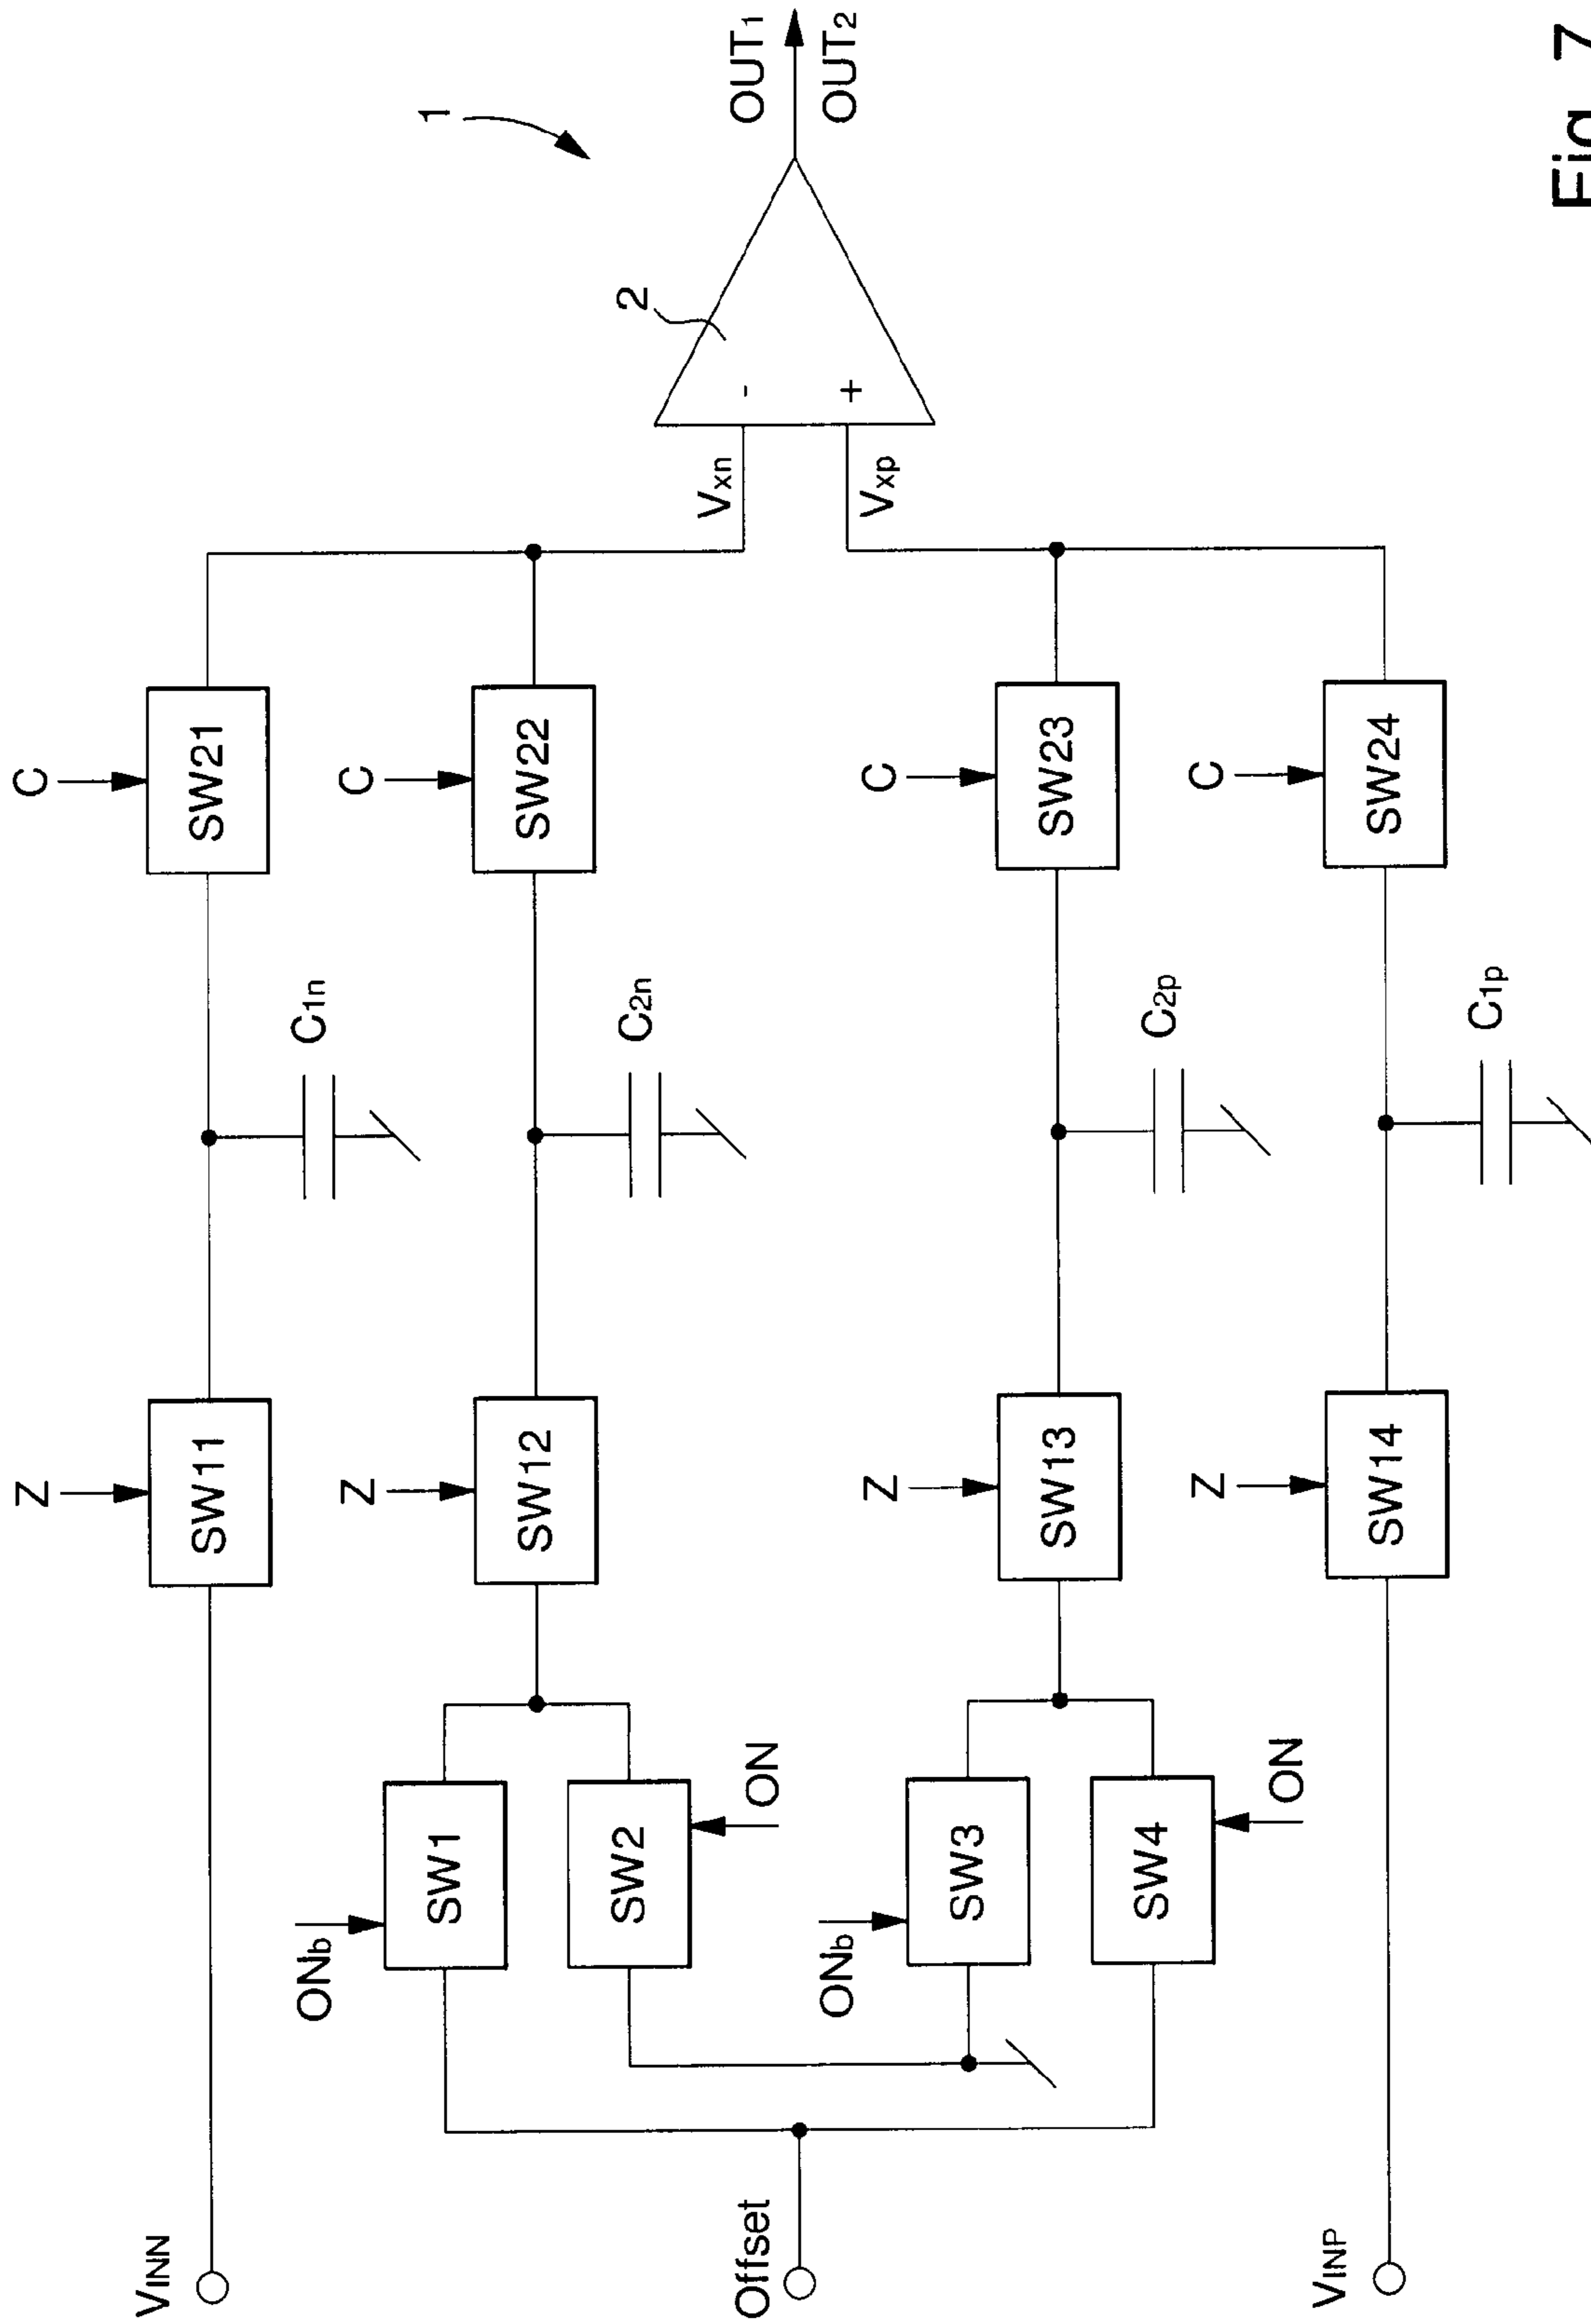 1
OUT1
OUT2
2
-
+
Vxn
Vxp
C
SW21
C
SW22
C
SW23
C
SW24
C1n
C2n
C2p
C1p
Z
SW11
Z
SW12
Z
SW13
Z
SW14
ONb
SW1
SW2
ON
ONb
SW3
SW4
ON
VINN
Offset
VINP
Fig. 7